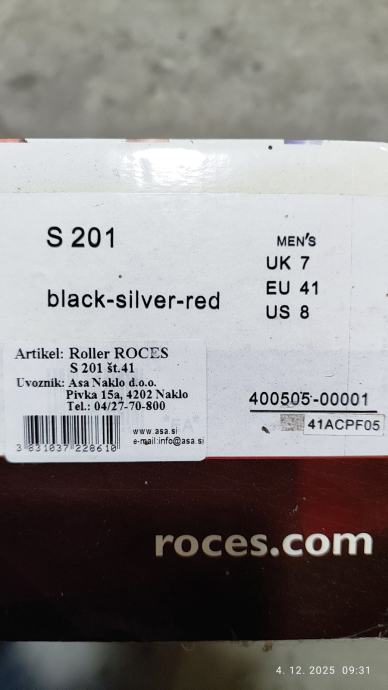 S 201
MEN'S
UK 7
EU 41
US 8
black-silver-red
Artikel: Roller ROCES
S 201 št.41
Uvoznik: Asa Naklo d.o.o.
Pivka 15a, 4202 Naklo
Tel.: 04/27-70-800
www.asa.si
e-mail:info@asa.si
3 831037 228610
400505-00001
41ACPF05
roces.com
4. 12. 2025 09:31